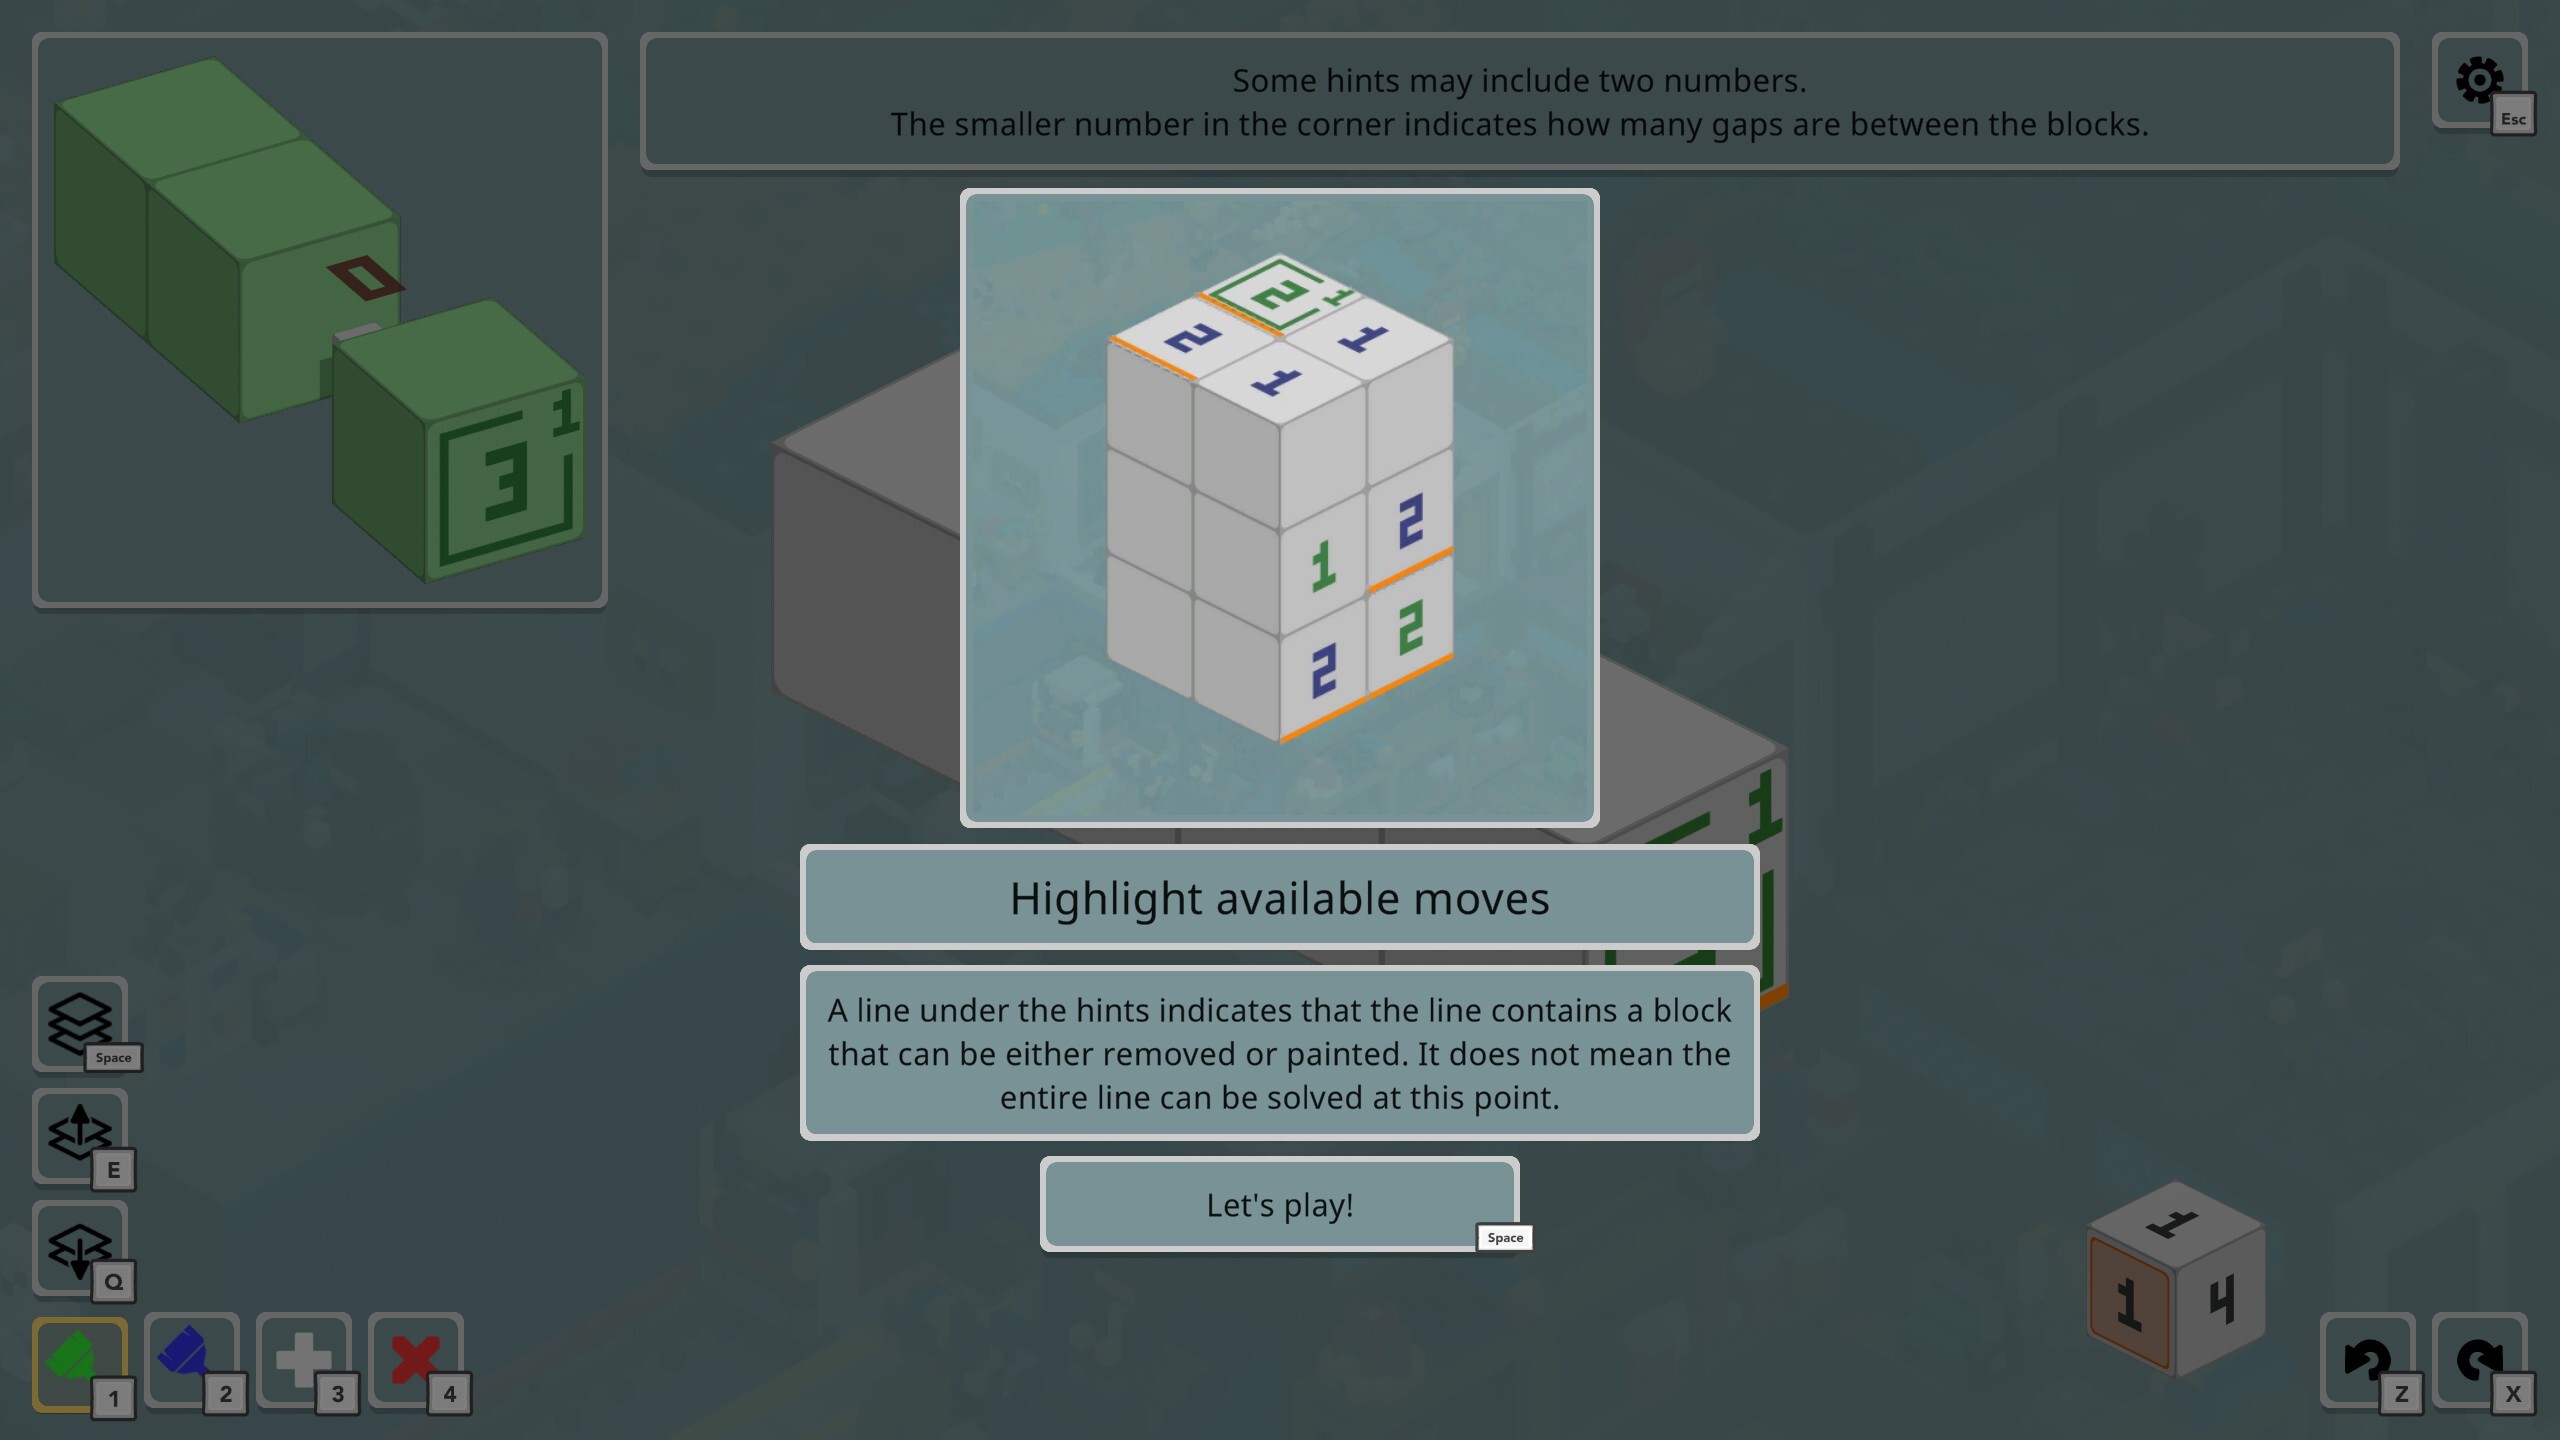 Some hints may include two numbers.
The smaller number in the corner indicates how many gaps are between the blocks.
Esc
0
3 1
2 1
2 1
1
2
1
2
2
1
Highlight available moves
A line under the hints indicates that the line contains a block
that can be either removed or painted. It does not mean the
entire line can be solved at this point.
Let's play!
Space
Space
E
Q
1
2
3
4
1
1 4
Z
X